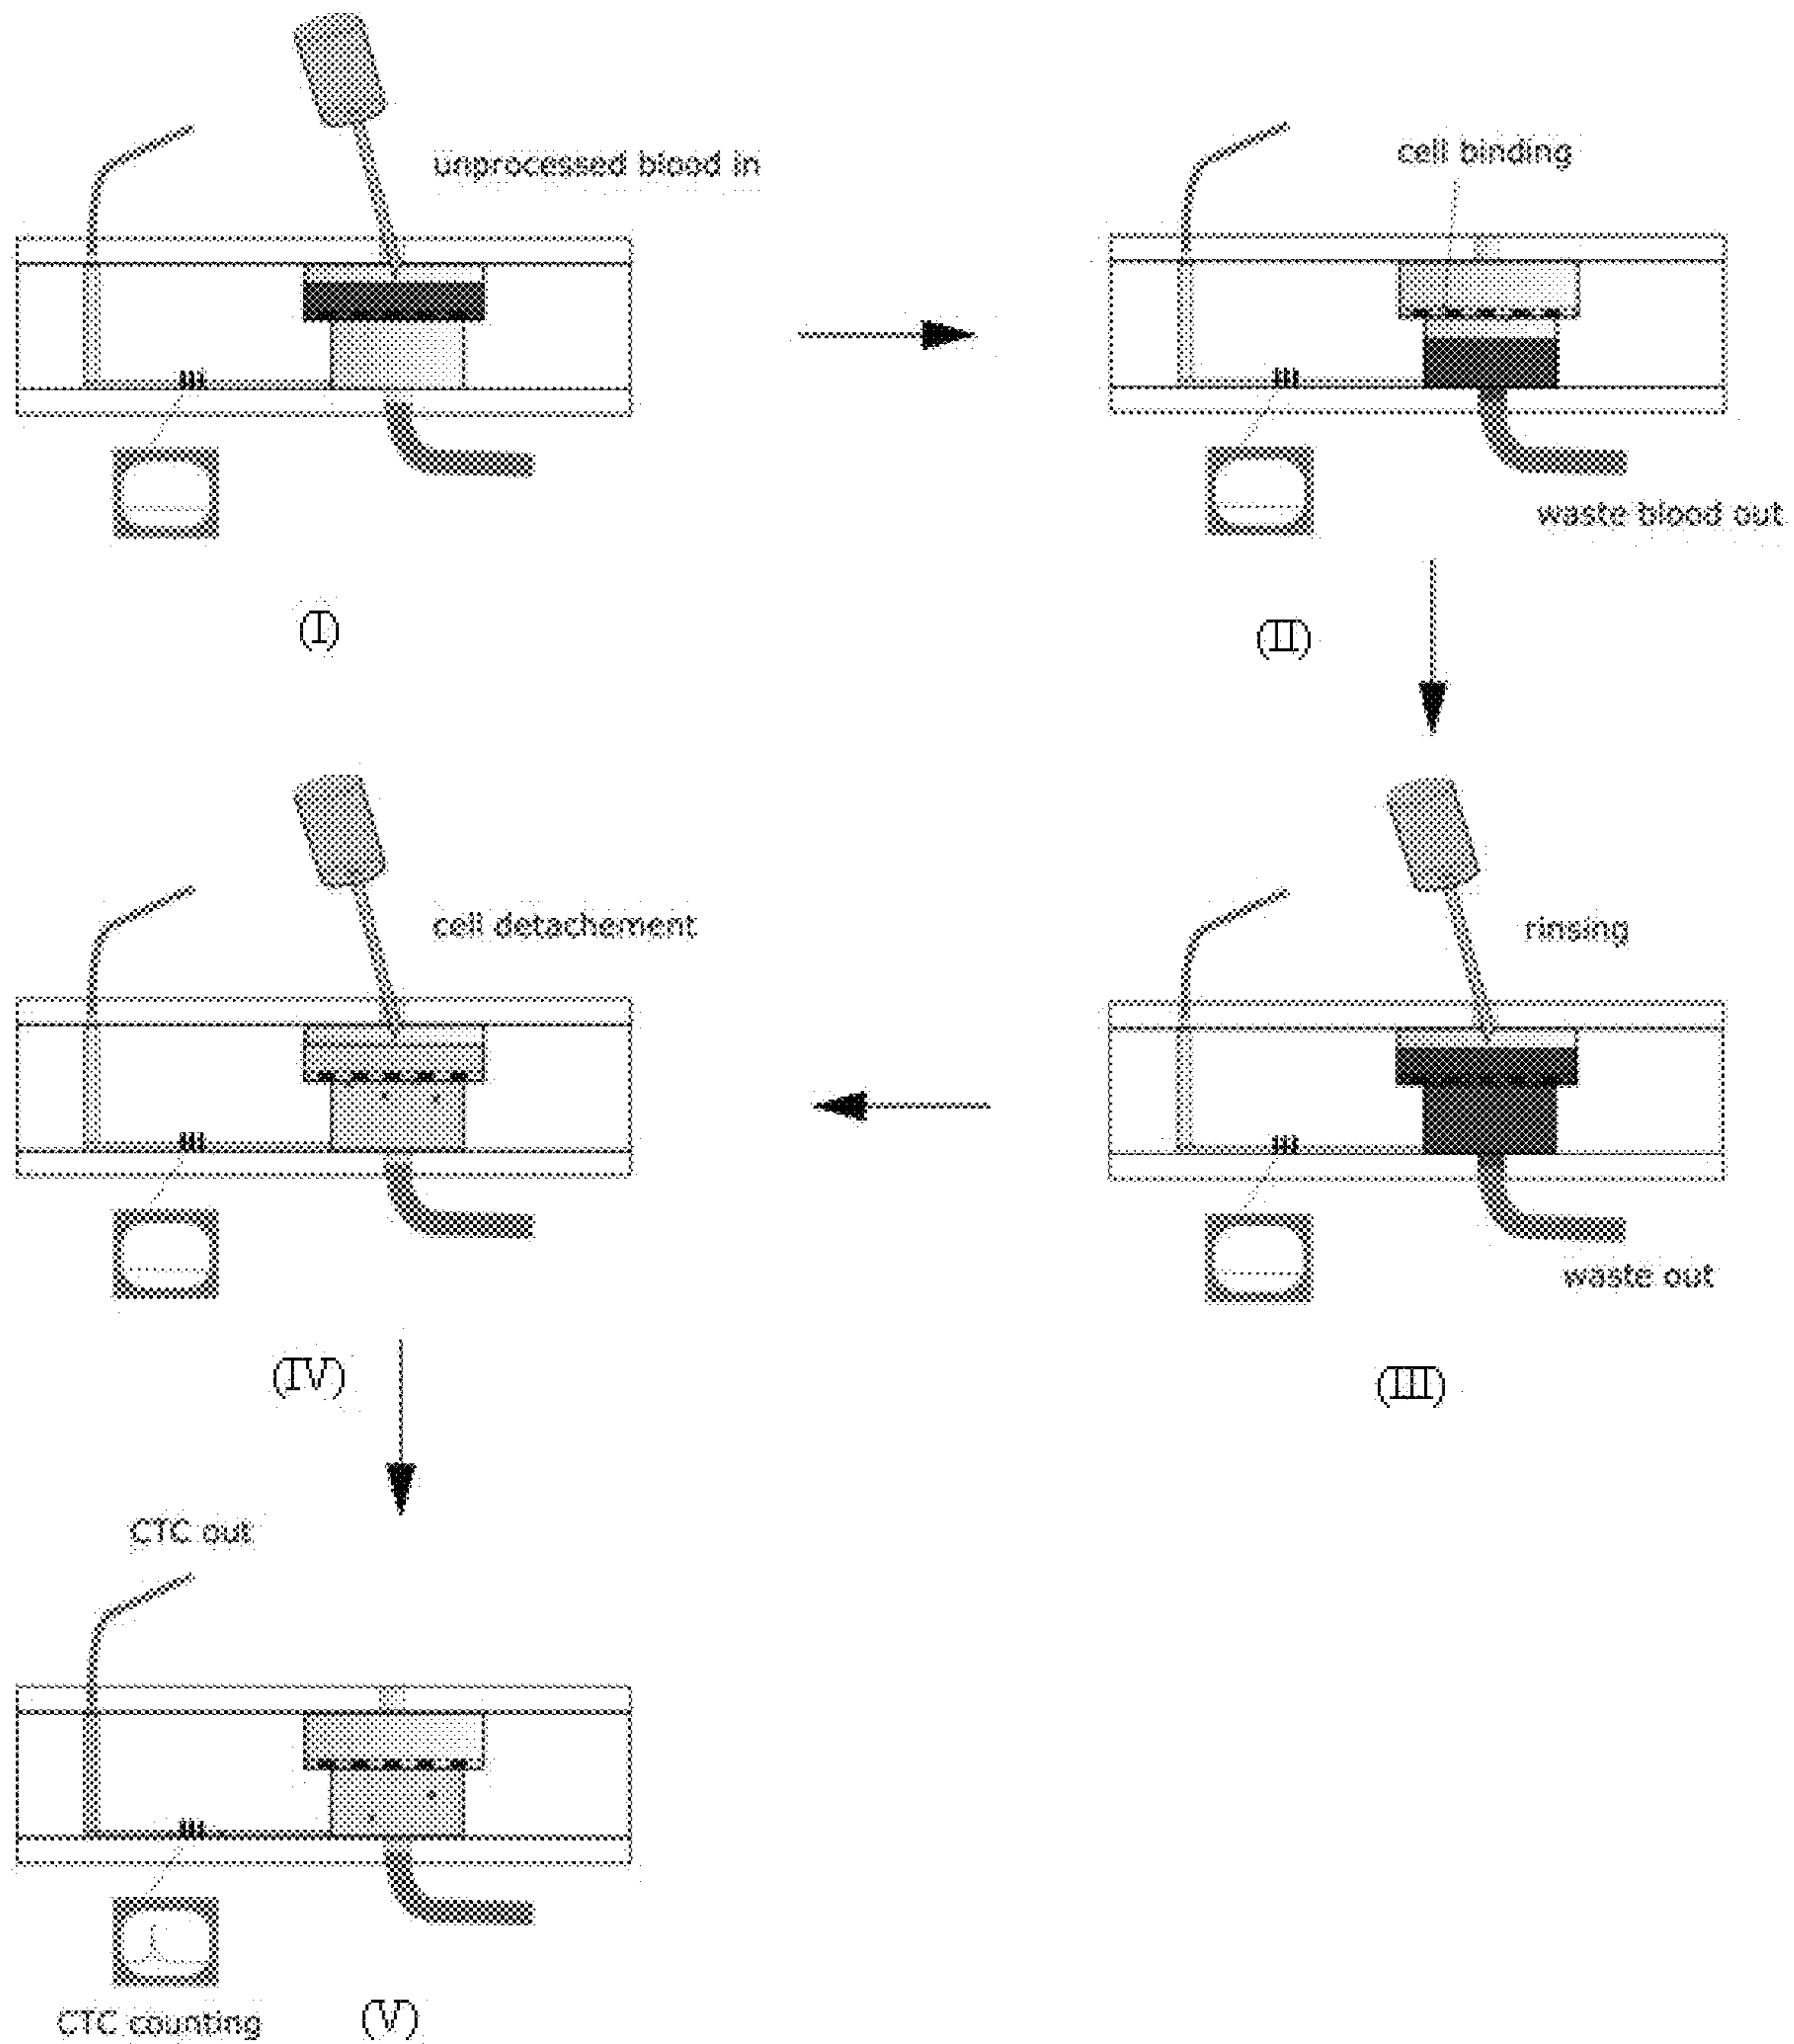 unprocessed blood in
cell binding
waste blood out
(I)
(II)
cell detachement
rinsing
waste out
(IV)
(III)
CTC out
CTC counting
(V)